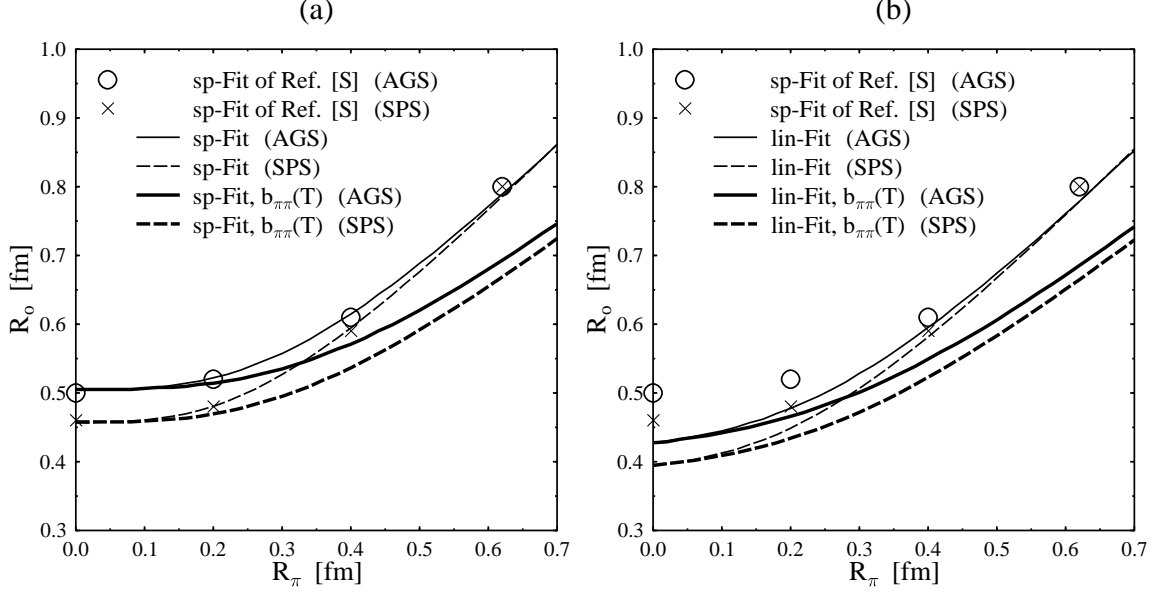 (a)
1.0
0.9
0.8
0.7
0.6
0.5
0.4
0.3
R_o [fm]
sp-Fit of Ref. [S] (AGS)
sp-Fit of Ref. [S] (SPS)
sp-Fit (AGS)
sp-Fit (SPS)
sp-Fit, b_ππ(T) (AGS)
sp-Fit, b_ππ(T) (SPS)
0.0 0.1 0.2 0.3 0.4 0.5 0.6 0.7
R_π [fm]
(b)
1.0
0.9
0.8
0.7
0.6
0.5
0.4
0.3
R_o [fm]
sp-Fit of Ref. [S] (AGS)
sp-Fit of Ref. [S] (SPS)
lin-Fit (AGS)
lin-Fit (SPS)
lin-Fit, b_ππ(T) (AGS)
lin-Fit, b_ππ(T) (SPS)
0.0 0.1 0.2 0.3 0.4 0.5 0.6 0.7
R_π [fm]